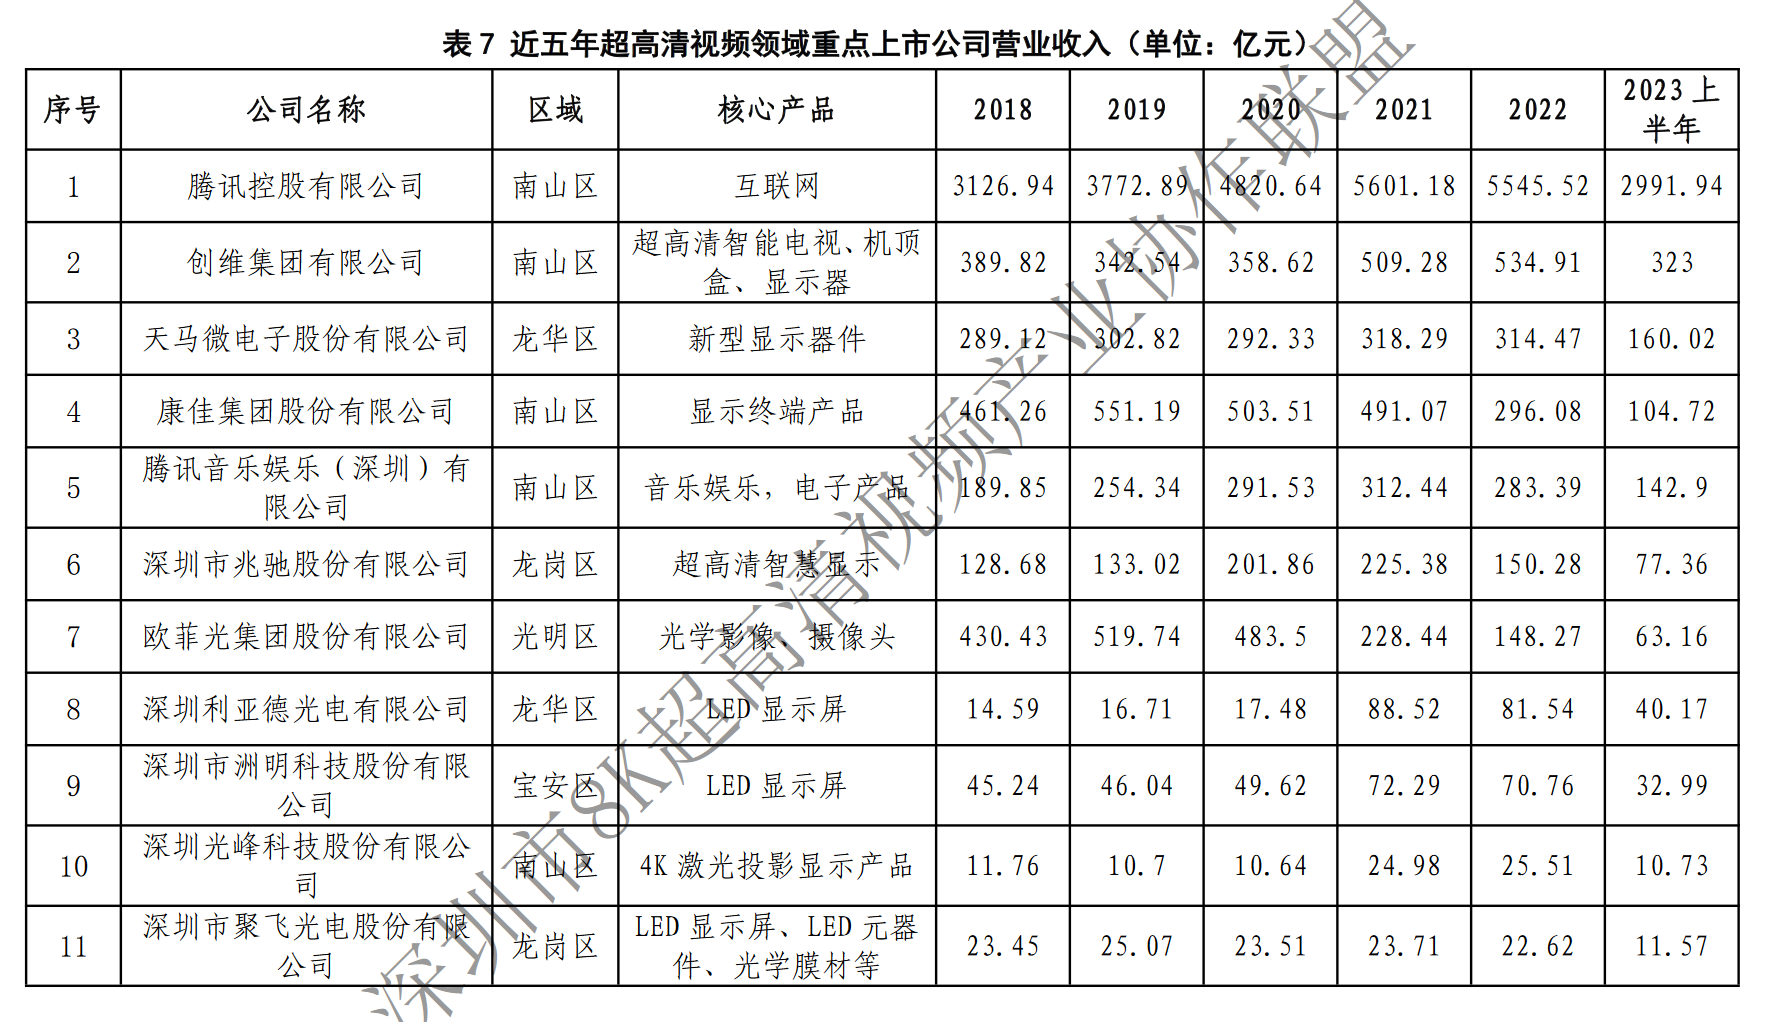 表 7 近五年超高清视频领域重点上市公司营业收入（单位：亿元）
序号 公司名称 区域 核心产品 2018 2019 2020 2021 2022 2023 上
半年
1 腾讯控股有限公司 南山区 互联网 3126.94 3772.89 4820.64 5601.18 5545.52 2991.94
2 创维集团有限公司 南山区 超高清智能电视、机顶
盒、显示器 389.82 342.54 358.62 509.28 534.91 323
3 天马微电子股份有限公司 龙华区 新型显示器件 289.12 302.82 292.33 318.29 314.47 160.02
4 康佳集团股份有限公司 南山区 显示终端产品 461.26 551.19 503.51 491.07 296.08 104.72
5 腾讯音乐娱乐（深圳）有
限公司 南山区 音乐娱乐，电子产品 189.85 254.34 291.53 312.44 283.39 142.9
6 深圳市兆驰股份有限公司 龙岗区 超高清智慧显示 128.68 133.02 201.86 225.38 150.28 77.36
7 欧菲光集团股份有限公司 光明区 光学影像、摄像头 430.43 519.74 483.5 228.44 148.27 63.16
8 深圳利亚德光电有限公司 龙华区 LED 显示屏 14.59 16.71 17.48 88.52 81.54 40.17
9 深圳市洲明科技股份有限
公司 宝安区 LED 显示屏 45.24 46.04 49.62 72.29 70.76 32.99
10 深圳光峰科技股份有限公
司 南山区 4K 激光投影显示产品 11.76 10.7 10.64 24.98 25.51 10.73
11 深圳市聚飞光电股份有限
公司 龙岗区 LED 显示屏、LED 元器
件、光学膜材等 23.45 25.07 23.51 23.71 22.62 11.57
深圳市8K超高清视频产业协作联盟